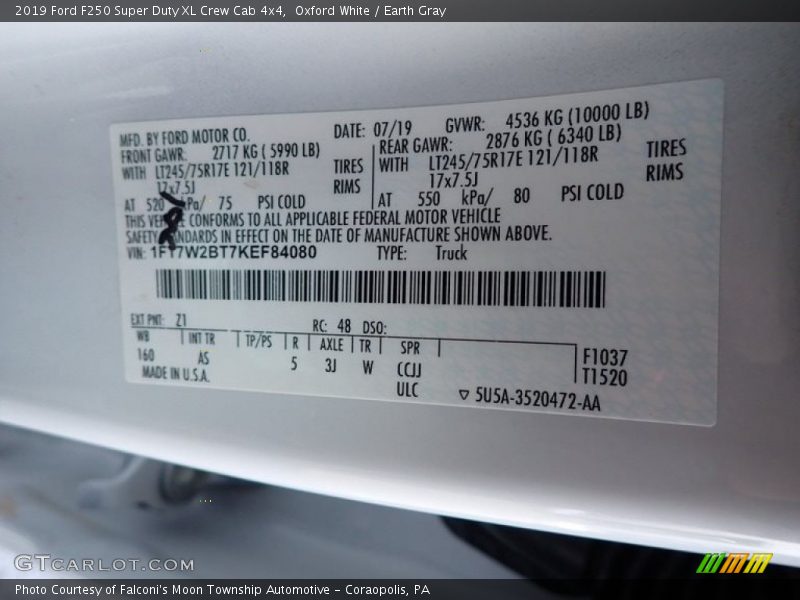 2019 Ford F250 Super Duty XL Crew Cab 4x4, Oxford White / Earth Gray
MFD. BY FORD MOTOR CO. DATE: 07/19 GVWR: 4536 KG (10000 LB)
FRONT GAWR: 2717 KG ( 5990 LB) REAR GAWR: 2876 KG ( 6340 LB)
WITH LT245/75R17E 121/118R TIRES WITH LT245/75R17E 121/118R TIRES
17x7.5J RIMS 17x7.5J RIMS
AT 520 kPa/ 75 PSI COLD AT 550 kPa/ 80 PSI COLD
THIS CONFORMS TO ALL APPLICABLE FEDERAL MOTOR VEHICLE
SAFETY IN EFFECT ON THE DATE OF MANUFACTURE SHOWN ABOVE.
VIN: 1FT7W2BT7KEF84080 TYPE: Truck
EXT PNT: Z1 RC: 48 DSO:
WB INT TR TP/PS R AXLE TR SPR
160 AS 5 3J W CCJJ F1037
MADE IN U.S.A. ULC T1520
5U5A-3520472-AA
GTCARLOT.COM
Photo Courtesy of Falconi's Moon Township Automotive – Coraopolis, PA